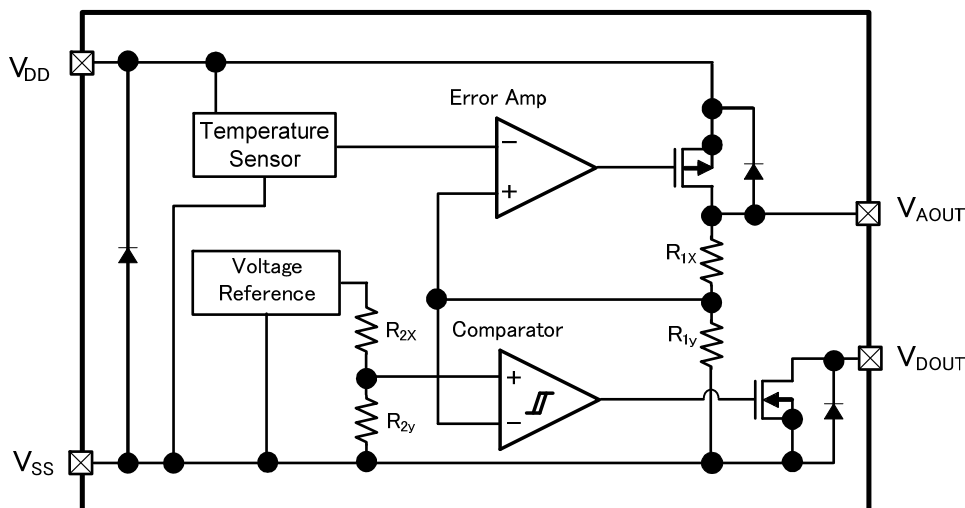 VDD
Error Amp
Temperature
Sensor
−
+
VAOUT
R1X
Voltage
Reference
R2X
Comparator
R1y
VDOUT
+
−
R2y
VSS